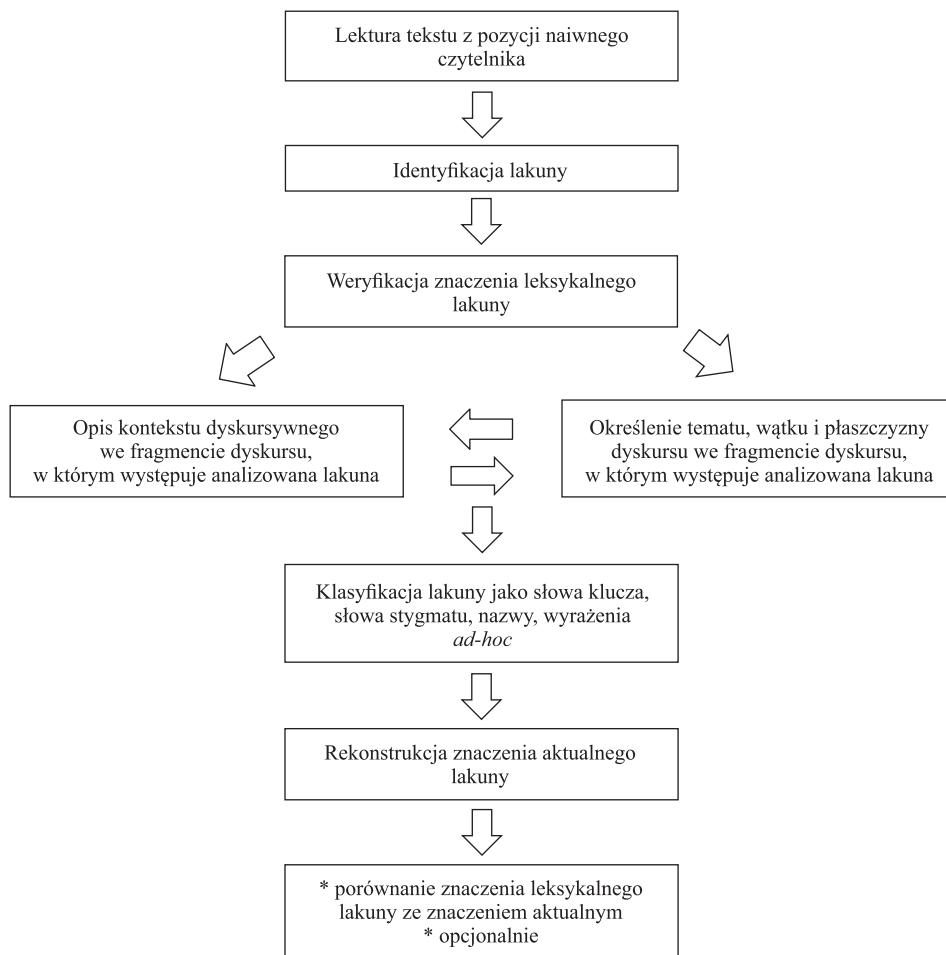 Lektura tekstu z pozycji naiwnego
czytelnika
Identyfikacja lakuny
Weryfikacja znaczenia leksykalnego
lakuny
Opis kontekstu dyskursywnego
we fragmencie dyskursu,
w którym występuje analizowana lakuna
Określenie tematu, wątku i płaszczyzny
dyskursu we fragmencie dyskursu,
w którym występuje analizowana lakuna
Klasyfikacja lakuny jako słowa klucza,
słowa stygmatu, nazwy, wyrażenia
ad-hoc
Rekonstrukcja znaczenia aktualnego
lakuny
* porównanie znaczenia leksykalnego
lakuny ze znaczeniem aktualnym
* opcjonalnie